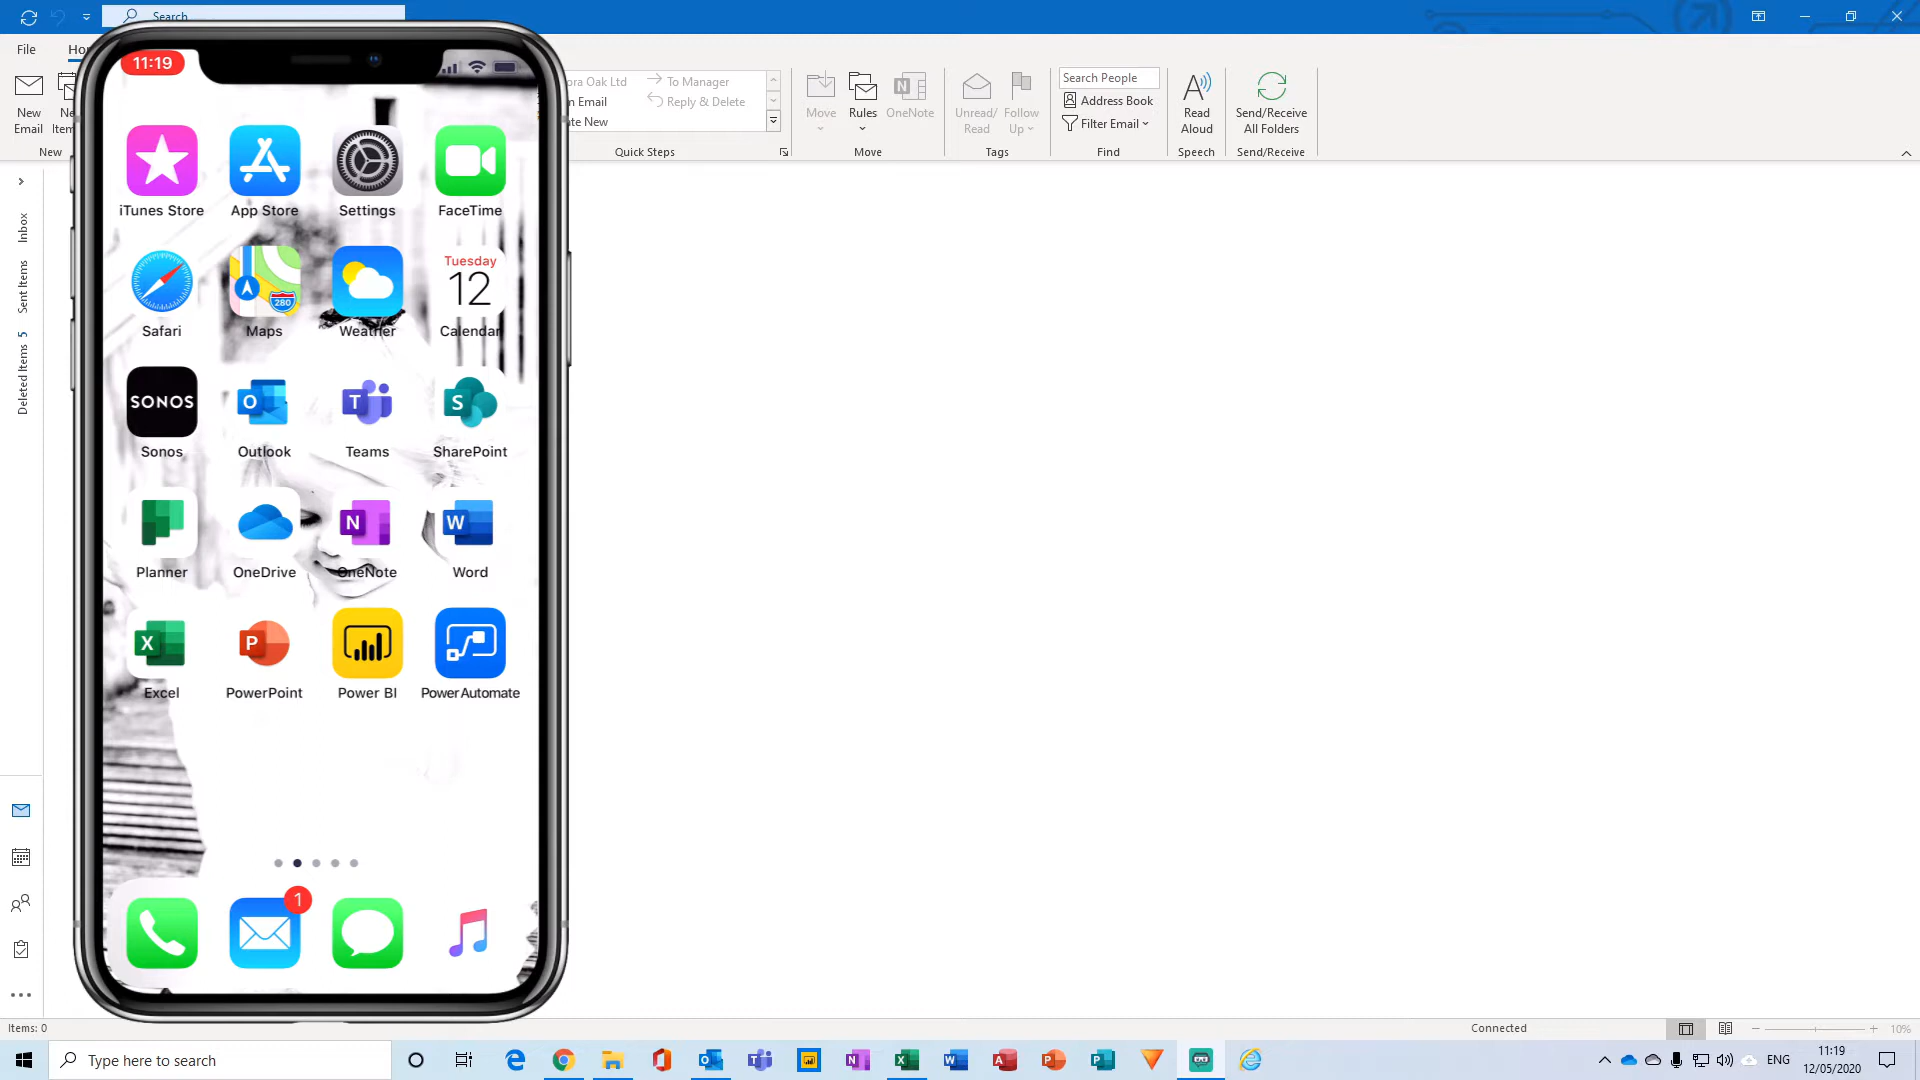 Search
File
Ho
New
Email
Ne
Item
New
ora Oak Ltd
To Manager
Email
Reply & Delete
te New
Quick Steps
Move
Rules
OneNote
Move
Unread/
Read
Follow
Up
Tags
Search People
Address Book
Filter Email
Find
Read
Aloud
Speech
Send/Receive
All Folders
Send/Receive
Inbox
Sent Items
Deleted Items 5
11:19
iTunes Store
App Store
Settings
FaceTime
280
Tuesday
12
Safari
Maps
Weather
Calendar
SONOS
O
T
S
Sonos
Outlook
Teams
SharePoint
N
W
Planner
OneDrive
OneNote
Word
X
P
Excel
PowerPoint
Power BI
PowerAutomate
1
Items: 0
Connected
10%
Type here to search
ENG
11:19
12/05/2020